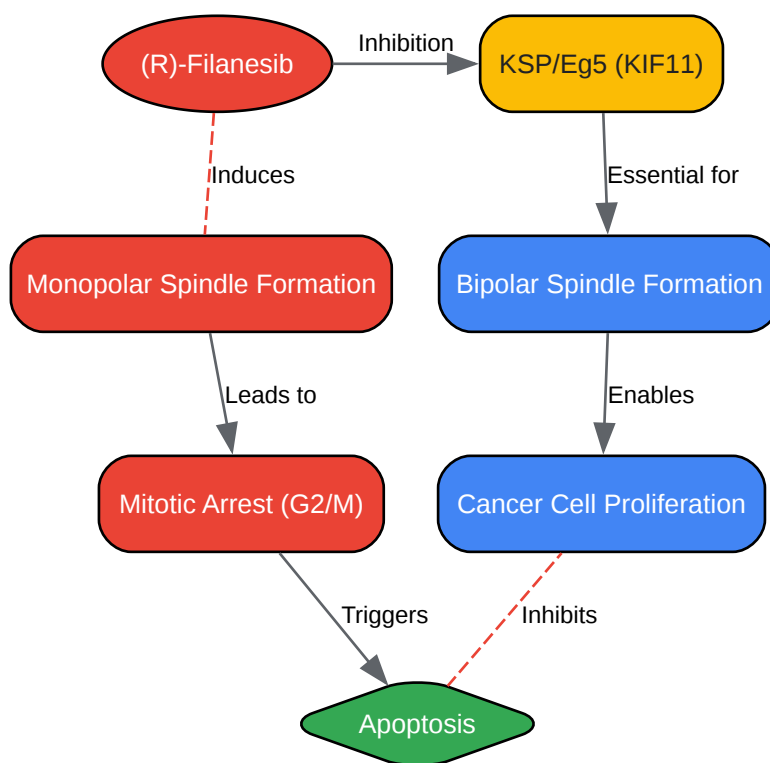 (R)-Filanesib
Inhibition
KSP/Eg5 (KIF11)
Induces
Essential for
Monopolar Spindle Formation
Bipolar Spindle Formation
Leads to
Enables
Mitotic Arrest (G2/M)
Cancer Cell Proliferation
Triggers
Inhibits
Apoptosis